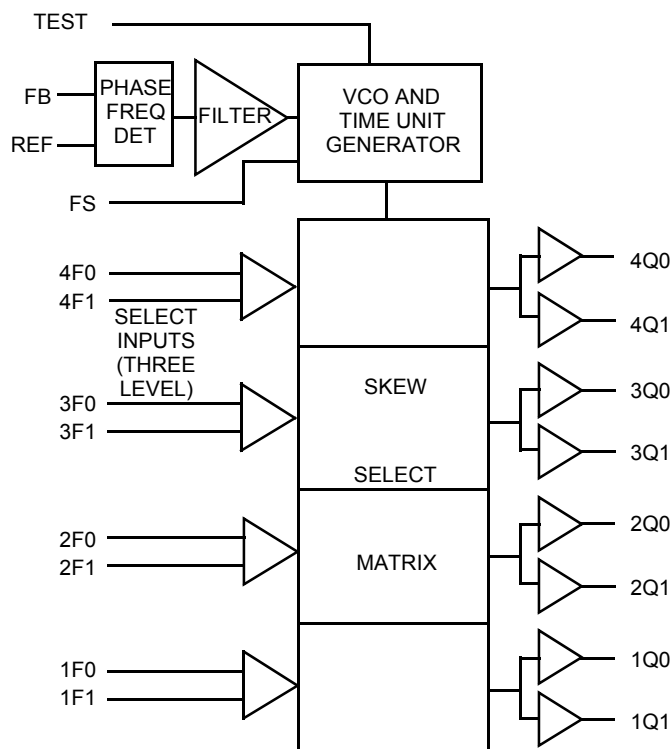 TEST
FB
REF
PHASE
FREQ
DET
FILTER
VCO AND
TIME UNIT
GENERATOR
FS
4F0
4F1
SELECT
INPUTS
(THREE
LEVEL)
3F0
3F1
2F0
2F1
1F0
1F1
SKEW
SELECT
MATRIX
4Q0
4Q1
3Q0
3Q1
2Q0
2Q1
1Q0
1Q1